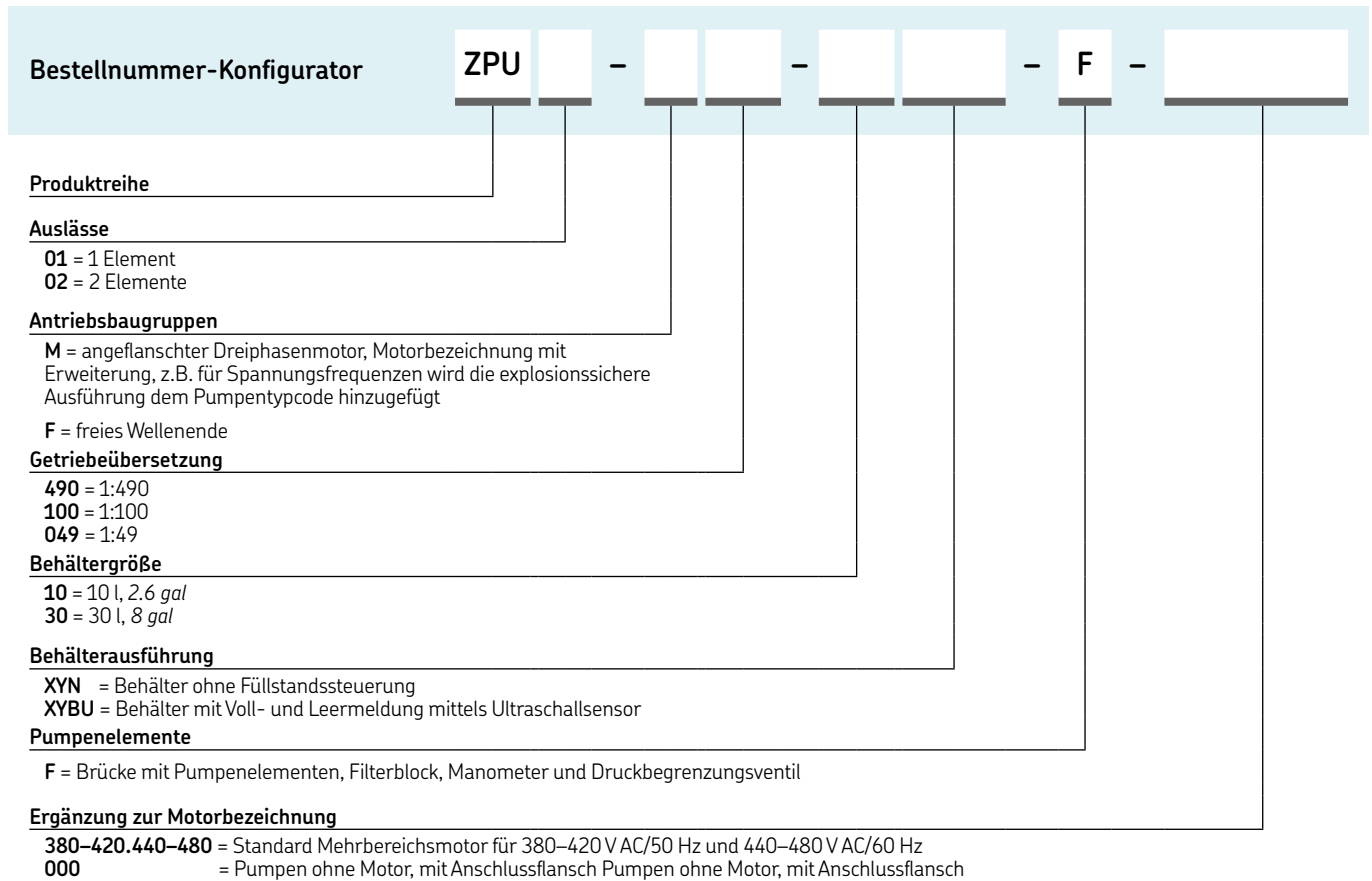 Bestellnummer-Konfigurator ZPU – – – F –
Produktreihe
Auslässe
01 = 1 Element
02 = 2 Elemente
Antriebsbaugruppen
M = angeflanschter Dreiphasenmotor, Motorbezeichnung mit
Erweiterung, z.B. für Spannungsfrequenzen wird die explosionssichere
Ausführung dem Pumpentypcode hinzugefügt
F = freies Wellenende
Getriebeübersetzung
490 = 1:490
100 = 1:100
049 = 1:49
Behältergröße
10 = 10 l, 2.6 gal
30 = 30 l, 8 gal
Behälterausführung
XYN = Behälter ohne Füllstandssteuerung
XYBU = Behälter mit Voll- und Leermeldung mittels Ultraschallsensor
Pumpenelemente
F = Brücke mit Pumpenelementen, Filterblock, Manometer und Druckbegrenzungsventil
Ergänzung zur Motorbezeichnung
380–420.440–480 = Standard Mehrbereichsmotor für 380–420 V AC/50 Hz und 440–480 V AC/60 Hz
000 = Pumpen ohne Motor, mit Anschlussflansch Pumpen ohne Motor, mit Anschlussflansch